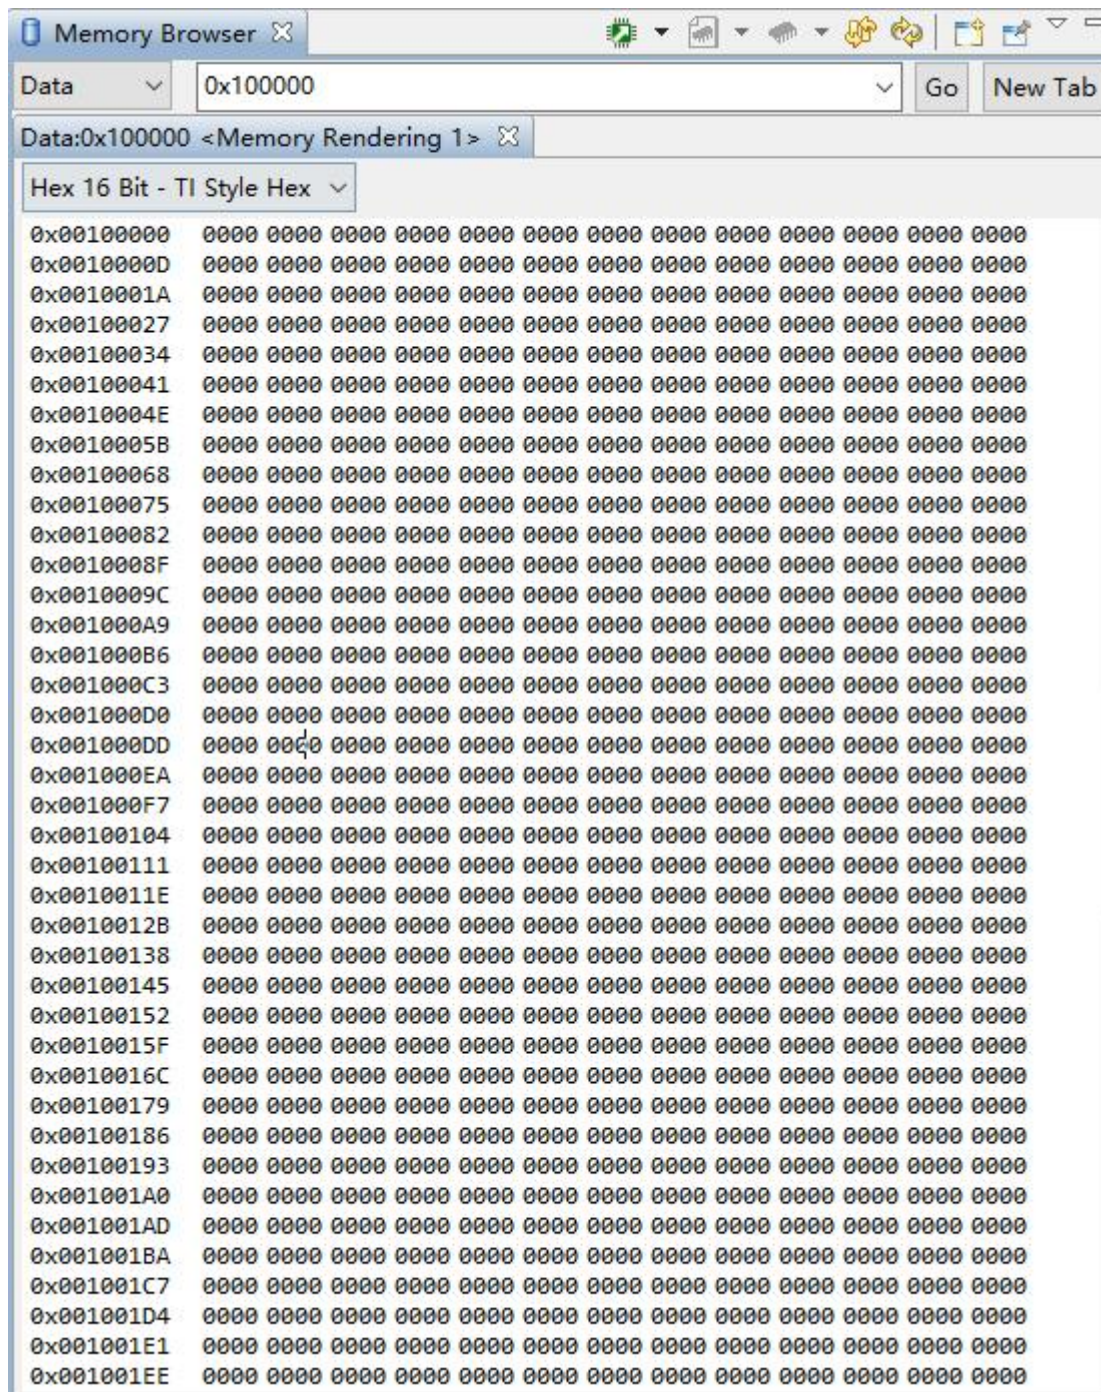 Memory Browser
Data 0x100000 Go New Tab
Data:0x100000 <Memory Rendering 1>
Hex 16 Bit - TI Style Hex
0x00100000 0000 0000 0000 0000 0000 0000 0000 0000 0000 0000 0000 0000 0000
0x0010000D 0000 0000 0000 0000 0000 0000 0000 0000 0000 0000 0000 0000 0000
0x0010001A 0000 0000 0000 0000 0000 0000 0000 0000 0000 0000 0000 0000 0000
0x00100027 0000 0000 0000 0000 0000 0000 0000 0000 0000 0000 0000 0000 0000
0x00100034 0000 0000 0000 0000 0000 0000 0000 0000 0000 0000 0000 0000 0000
0x00100041 0000 0000 0000 0000 0000 0000 0000 0000 0000 0000 0000 0000 0000
0x0010004E 0000 0000 0000 0000 0000 0000 0000 0000 0000 0000 0000 0000 0000
0x0010005B 0000 0000 0000 0000 0000 0000 0000 0000 0000 0000 0000 0000 0000
0x00100068 0000 0000 0000 0000 0000 0000 0000 0000 0000 0000 0000 0000 0000
0x00100075 0000 0000 0000 0000 0000 0000 0000 0000 0000 0000 0000 0000 0000
0x00100082 0000 0000 0000 0000 0000 0000 0000 0000 0000 0000 0000 0000 0000
0x0010008F 0000 0000 0000 0000 0000 0000 0000 0000 0000 0000 0000 0000 0000
0x0010009C 0000 0000 0000 0000 0000 0000 0000 0000 0000 0000 0000 0000 0000
0x001000A9 0000 0000 0000 0000 0000 0000 0000 0000 0000 0000 0000 0000 0000
0x001000B6 0000 0000 0000 0000 0000 0000 0000 0000 0000 0000 0000 0000 0000
0x001000C3 0000 0000 0000 0000 0000 0000 0000 0000 0000 0000 0000 0000 0000
0x001000D0 0000 0000 0000 0000 0000 0000 0000 0000 0000 0000 0000 0000 0000
0x001000DD 0000 0000 0000 0000 0000 0000 0000 0000 0000 0000 0000 0000 0000
0x001000EA 0000 0000 0000 0000 0000 0000 0000 0000 0000 0000 0000 0000 0000
0x001000F7 0000 0000 0000 0000 0000 0000 0000 0000 0000 0000 0000 0000 0000
0x00100104 0000 0000 0000 0000 0000 0000 0000 0000 0000 0000 0000 0000 0000
0x00100111 0000 0000 0000 0000 0000 0000 0000 0000 0000 0000 0000 0000 0000
0x0010011E 0000 0000 0000 0000 0000 0000 0000 0000 0000 0000 0000 0000 0000
0x0010012B 0000 0000 0000 0000 0000 0000 0000 0000 0000 0000 0000 0000 0000
0x00100138 0000 0000 0000 0000 0000 0000 0000 0000 0000 0000 0000 0000 0000
0x00100145 0000 0000 0000 0000 0000 0000 0000 0000 0000 0000 0000 0000 0000
0x00100152 0000 0000 0000 0000 0000 0000 0000 0000 0000 0000 0000 0000 0000
0x0010015F 0000 0000 0000 0000 0000 0000 0000 0000 0000 0000 0000 0000 0000
0x0010016C 0000 0000 0000 0000 0000 0000 0000 0000 0000 0000 0000 0000 0000
0x00100179 0000 0000 0000 0000 0000 0000 0000 0000 0000 0000 0000 0000 0000
0x00100186 0000 0000 0000 0000 0000 0000 0000 0000 0000 0000 0000 0000 0000
0x00100193 0000 0000 0000 0000 0000 0000 0000 0000 0000 0000 0000 0000 0000
0x001001A0 0000 0000 0000 0000 0000 0000 0000 0000 0000 0000 0000 0000 0000
0x001001AD 0000 0000 0000 0000 0000 0000 0000 0000 0000 0000 0000 0000 0000
0x001001BA 0000 0000 0000 0000 0000 0000 0000 0000 0000 0000 0000 0000 0000
0x001001C7 0000 0000 0000 0000 0000 0000 0000 0000 0000 0000 0000 0000 0000
0x001001D4 0000 0000 0000 0000 0000 0000 0000 0000 0000 0000 0000 0000 0000
0x001001E1 0000 0000 0000 0000 0000 0000 0000 0000 0000 0000 0000 0000 0000
0x001001EE 0000 0000 0000 0000 0000 0000 0000 0000 0000 0000 0000 0000 0000